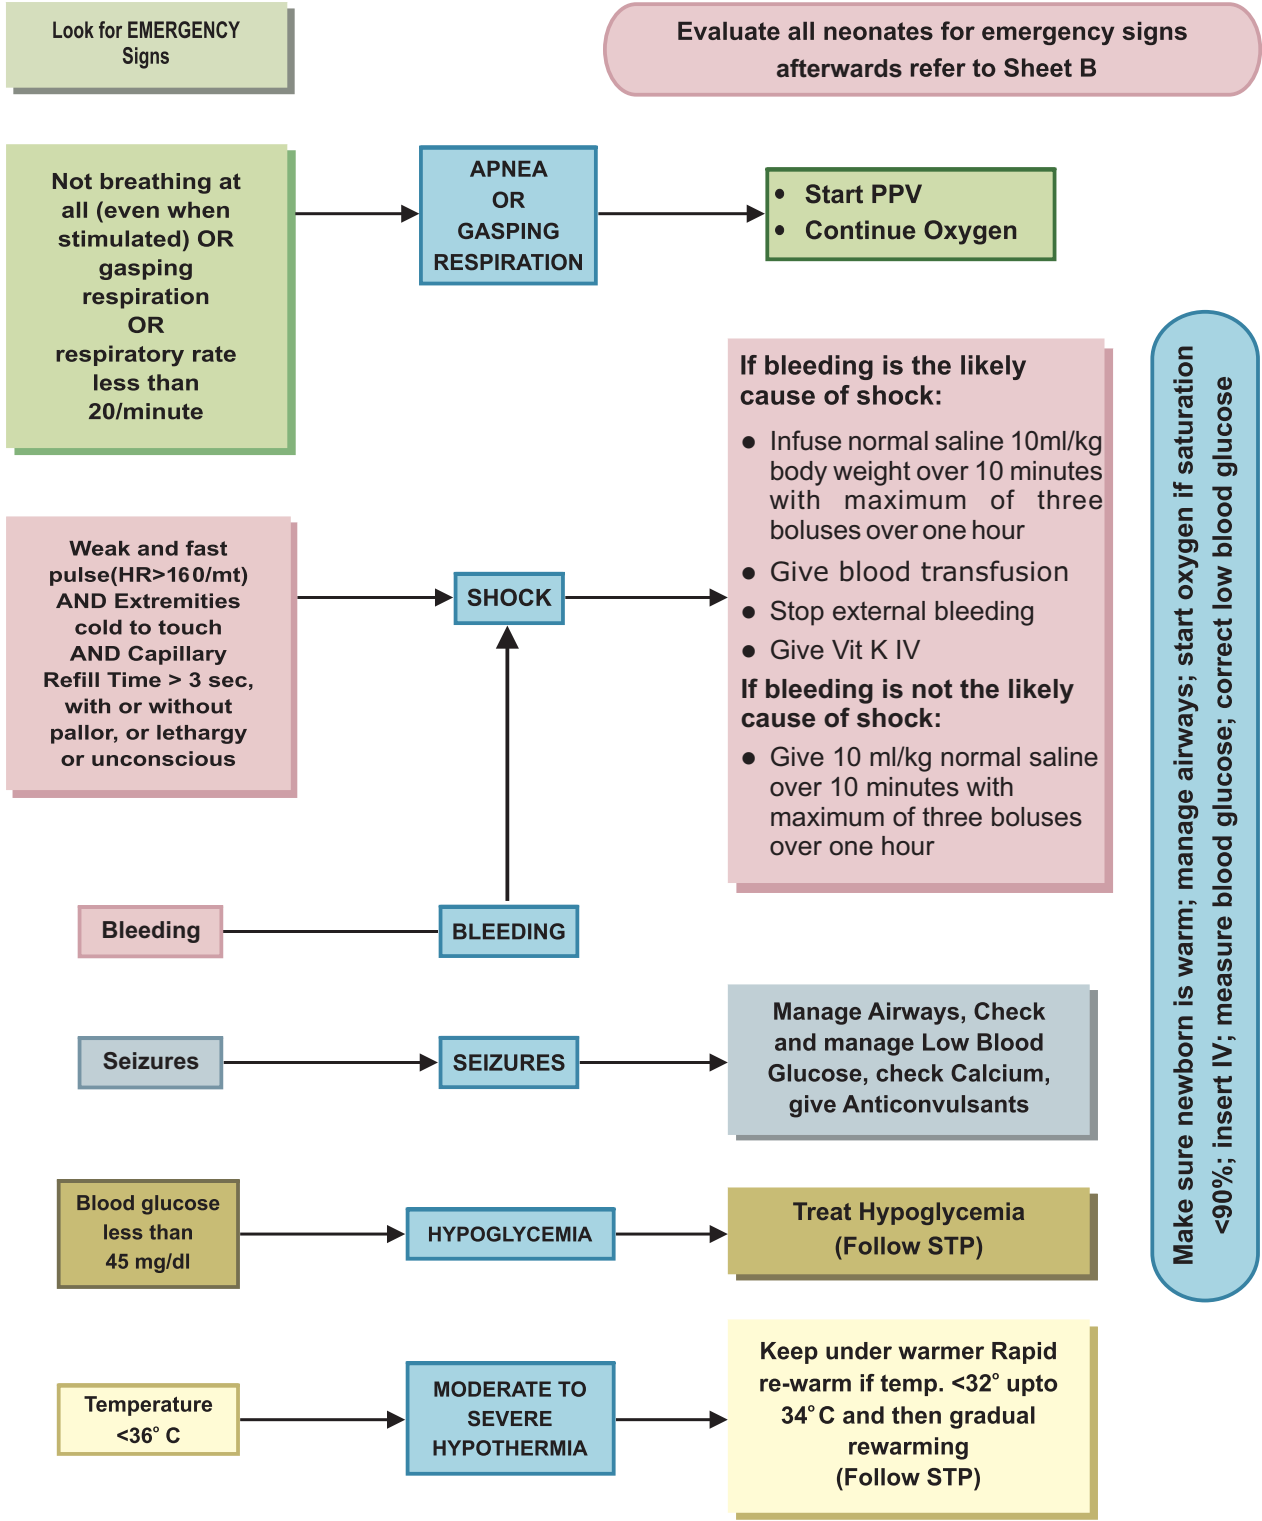 Look for EMERGENCY
Signs
Evaluate all neonates for emergency signs
afterwards refer to Sheet B
Not breathing at
all (even when
stimulated) OR
gasping
respiration
OR
respiratory rate
less than
20/minute
APNEA
OR
GASPING
RESPIRATION
• Start PPV
• Continue Oxygen
Weak and fast
pulse(HR>160/mt)
AND Extremities
cold to touch
AND Capillary
Refill Time > 3 sec,
with or without
pallor, or lethargy
or unconscious
SHOCK
If bleeding is the likely
cause of shock:
● Infuse normal saline 10ml/kg
body weight over 10 minutes
with maximum of three
boluses over one hour
● Give blood transfusion
● Stop external bleeding
● Give Vit K IV
If bleeding is not the likely
cause of shock:
● Give 10 ml/kg normal saline
over 10 minutes with
maximum of three boluses
over one hour
Bleeding
BLEEDING
Seizures
SEIZURES
Manage Airways, Check
and manage Low Blood
Glucose, check Calcium,
give Anticonvulsants
Blood glucose
less than
45 mg/dl
HYPOGLYCEMIA
Treat Hypoglycemia
(Follow STP)
Temperature
<36° C
MODERATE TO
SEVERE
HYPOTHERMIA
Keep under warmer Rapid
re-warm if temp. <32° upto
34° C and then gradual
rewarming
(Follow STP)
Make sure newborn is warm; manage airways; start oxygen if saturation
<90%; insert IV; measure blood glucose; correct low blood glucose